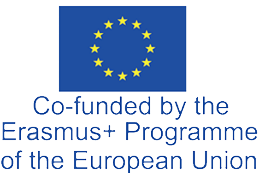 Co-funded by the
Erasmus+ Programme
of the European Union